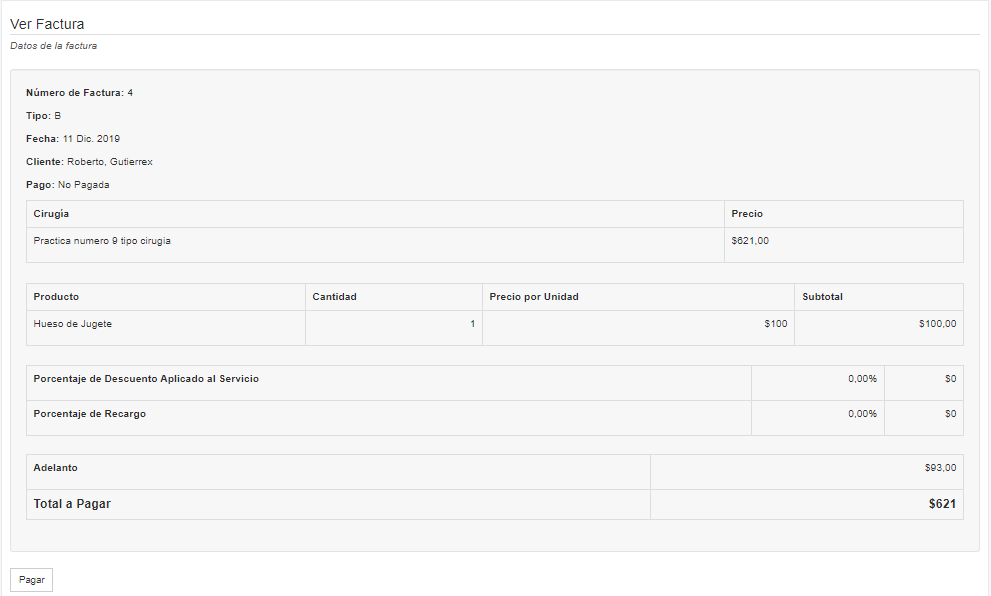 Ver Factura
Datos de la factura
Número de Factura: 4
Tipo: B
Fecha: 11 Dic. 2019
Cliente: Roberto, Gutierrex
Pago: No Pagada
Cirugía Precio
Practica numero 9 tipo cirugia $621,00
Producto Cantidad Precio por Unidad Subtotal
Hueso de Jugete 1 $100 $100,00
Porcentaje de Descuento Aplicado al Servicio 0,00% $0
Porcentaje de Recargo 0,00% $0
Adelanto $93,00
Total a Pagar $621
Pagar